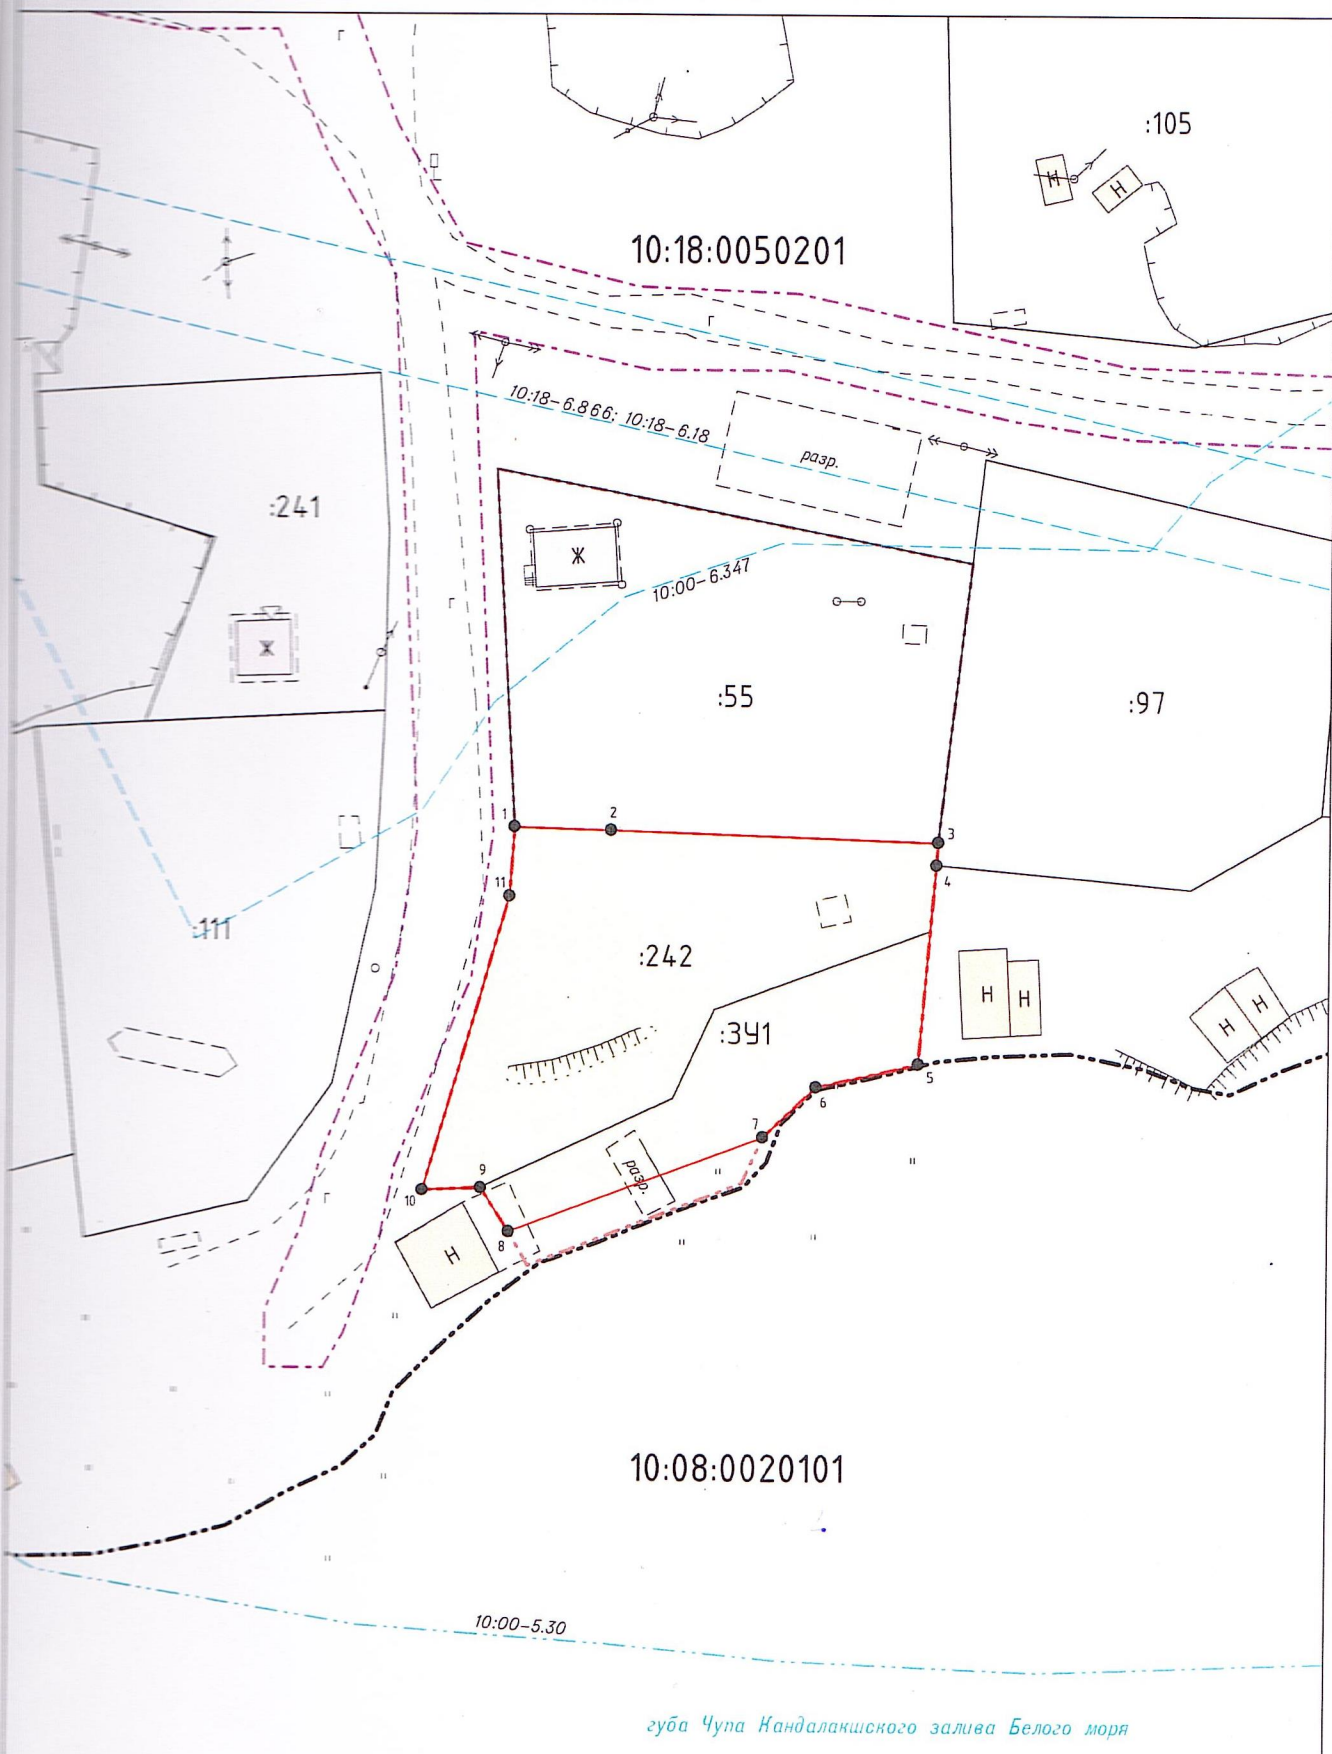 Г
:105
Н
Н
10:18:0050201
Г
10:18-6.866; 10:18-6.18
разр.
:241
Ж
10:00-6.347
Г
Ж
:55
:97
1
2
3
4
11
:111
:242
Н
Н
Н
Н
:ЗУ1
5
6
7
разр.
9
10
Г
8
Н
10:08:0020101
10:00-5.30
губа Чупа Кандалакшского залива Белого моря